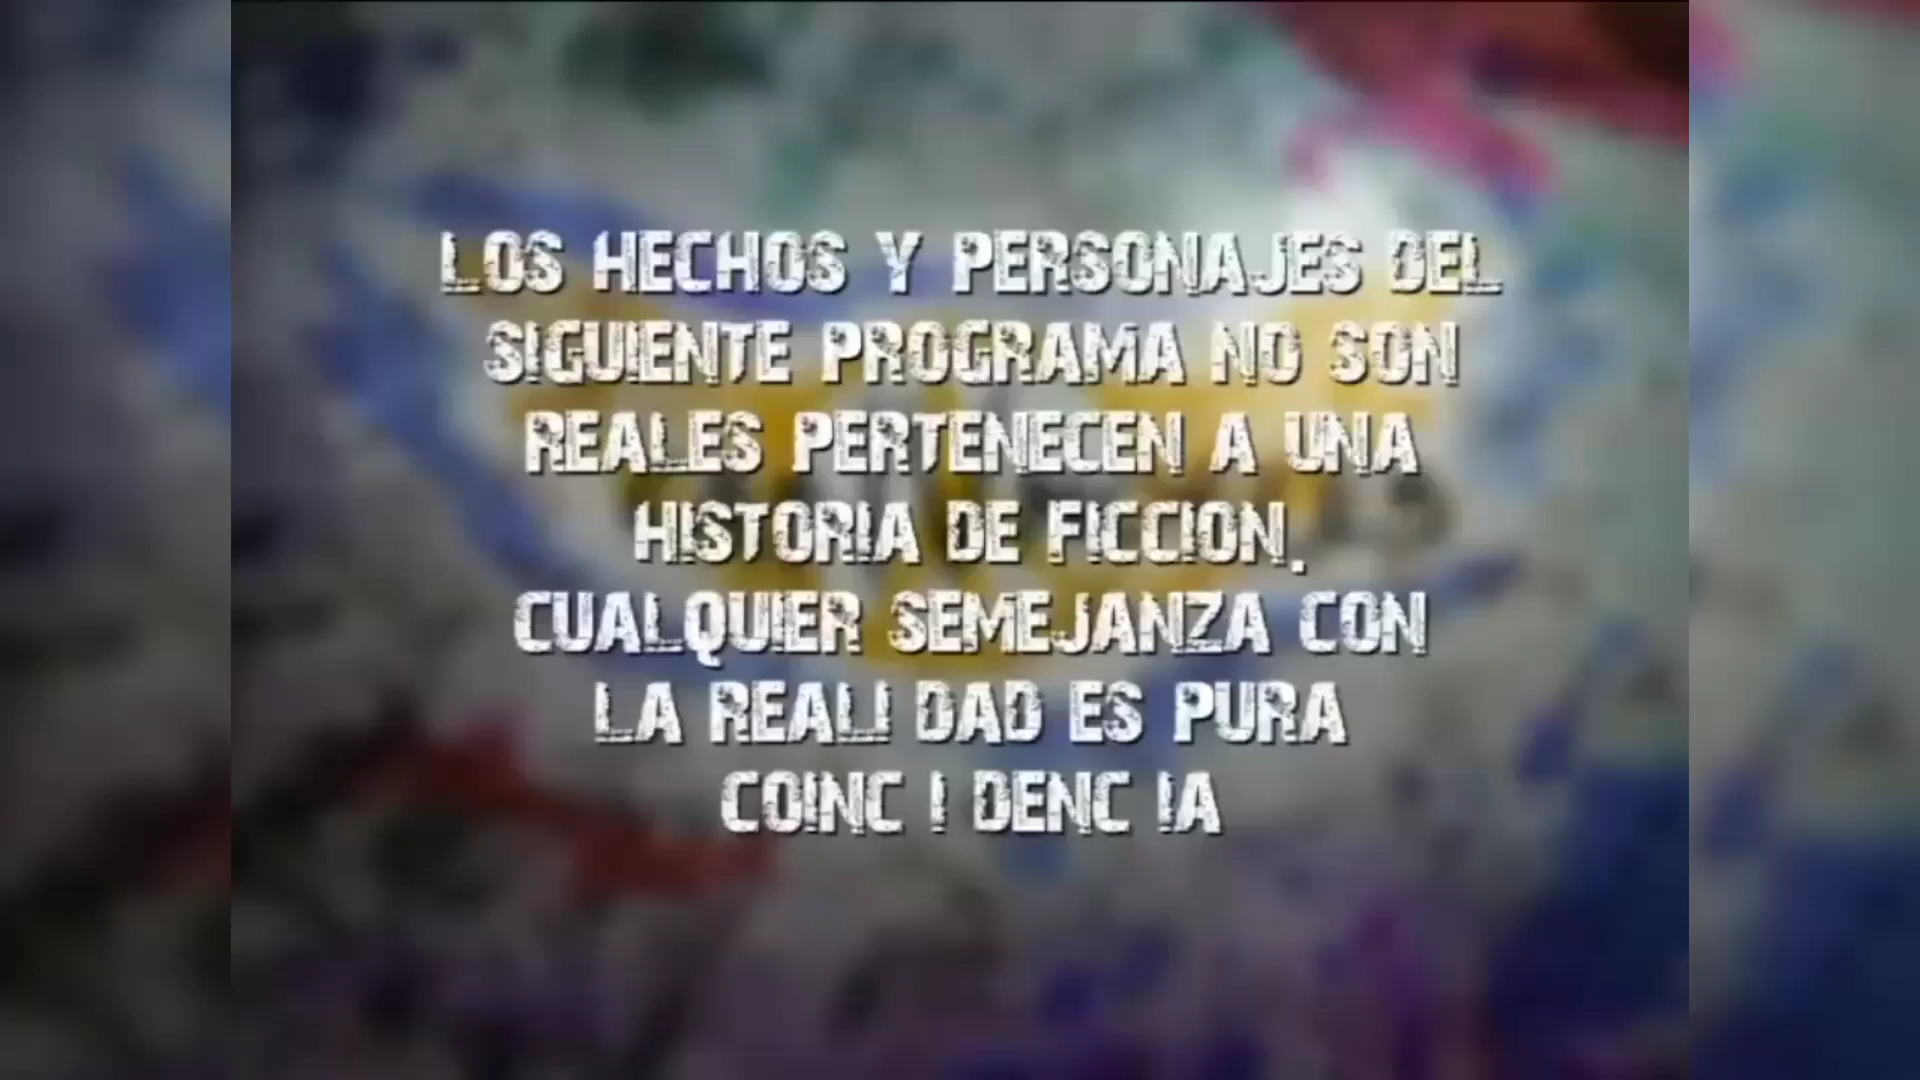 LOS HECHOS Y PERSONAJES DEL
SIGUIENTE PROGRAMA NO SON
REALES PERTENECEN A UNA
HISTORIA DE FICCION.
CUALQUIER SEMEJANZA CON
LA REALI DAD ES PURA
COINC I DENC IA